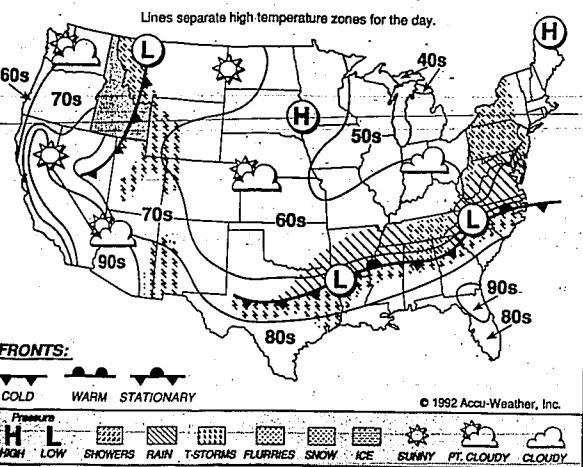 Lines separate high temperature zones for the day.
H
L
60s
70s
40s
H
50s
70s
60s
90s
L
L
90s
80s
80s
FRONTS:
COLD WARM STATIONARY
© 1992 Accu-Weather, Inc.
Pressure
H L
HIGH LOW SHOWERS RAIN T-STORMS FLURRIES SNOW ICE SUNNY PT. CLOUDY CLOUDY